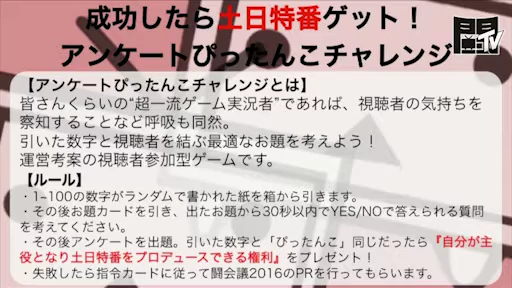 成功したら土日特番ゲット！
アンケートぴったんこチャレンジ
闘TV
【アンケートぴったんこチャレンジとは】
皆さんくらいの“超一流ゲーム実況者”であれば、視聴者の気持ちを
察知することなど呼吸も同然。
引いた数字と視聴者を結ぶ最適なお題を考えよう！
運営考案の視聴者参加型ゲームです。
【ルール】
・1-100の数字がランダムで書かれた紙を箱から引きます。
・その後お題カードを引き、出たお題から30秒以内でYES/NOで答えられる質問
を考えてください。
・その後アンケートを出題。引いた数字と「ぴったんこ」同じだったら『自分が主
役となり土日特番をプロデュースできる権利』をプレゼント！
・失敗したら指令カードに従って闘会議2016のPRを行ってもらいます。